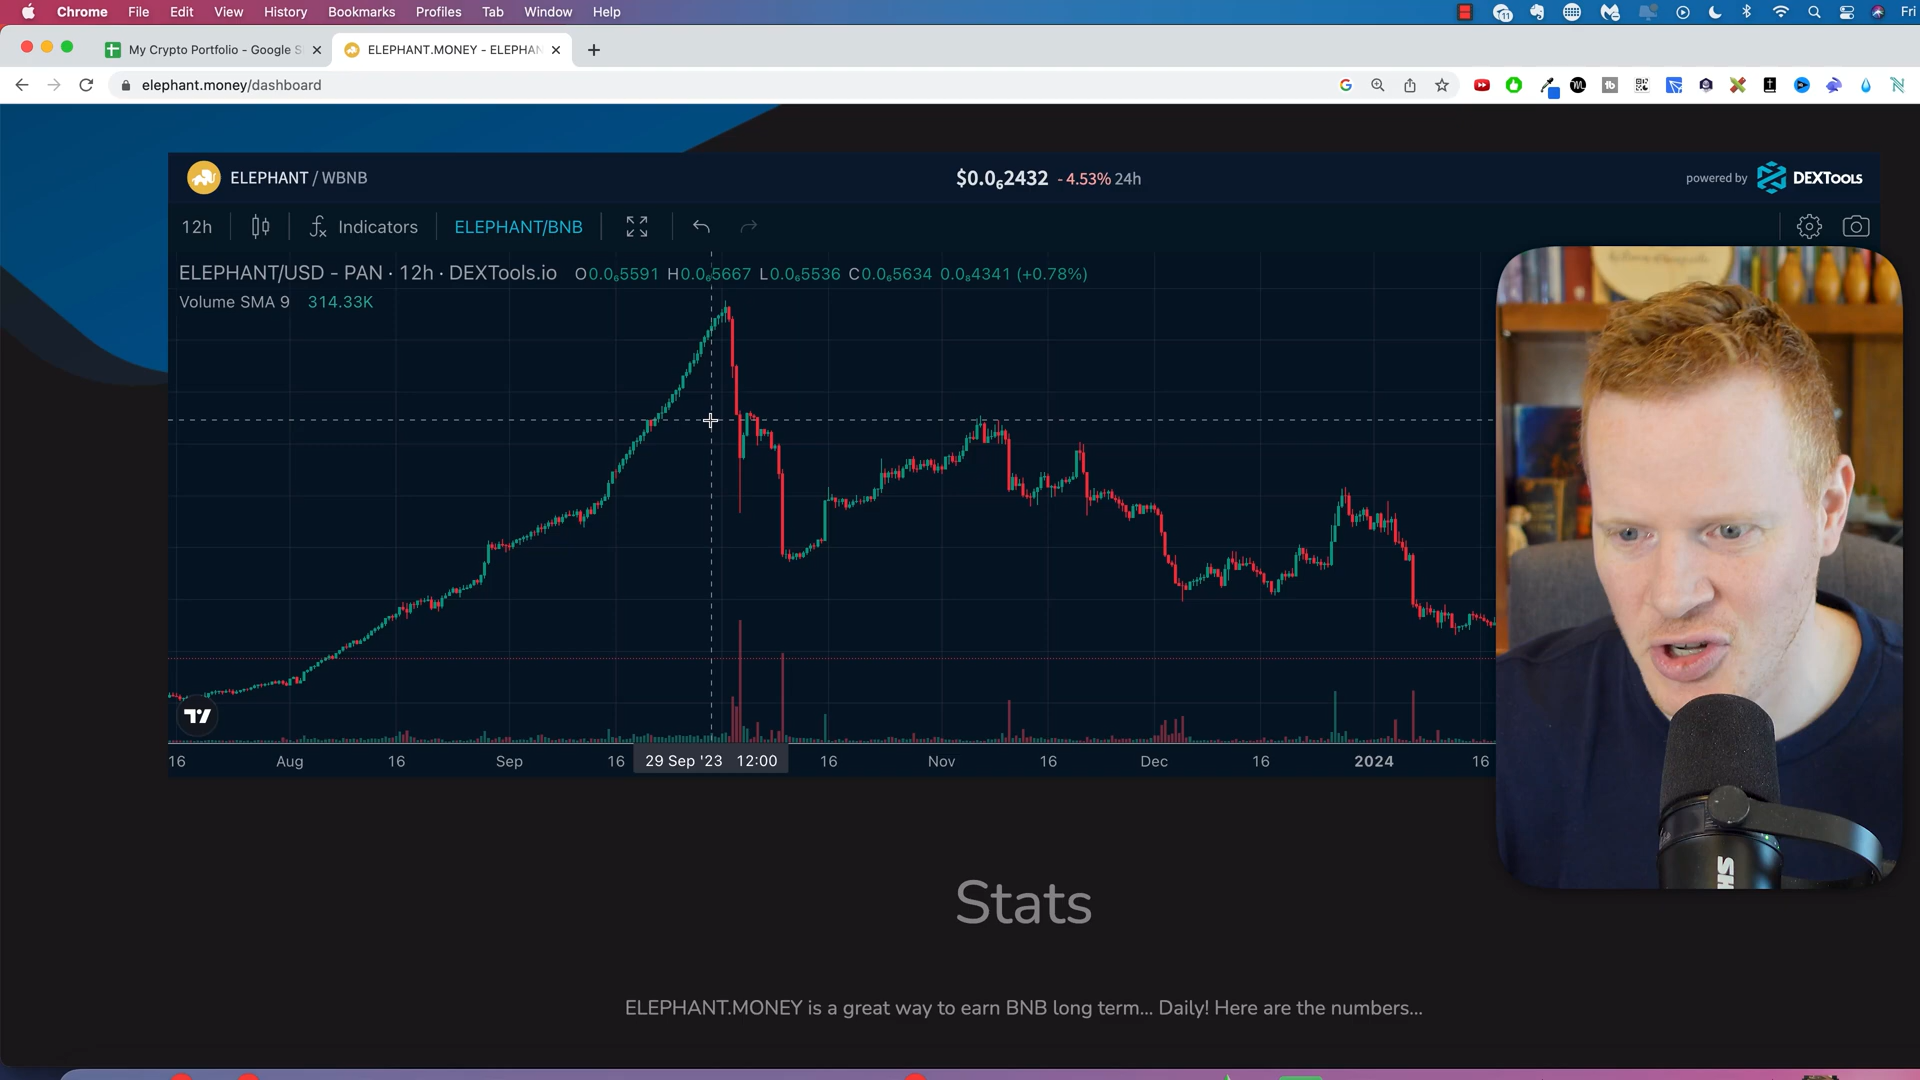 Chrome File Edit View History Bookmarks Profiles Tab Window Help
11
Fri
My Crypto Portfolio - Google S
ELEPHANT.MONEY - ELEPHAN
elephant.money/dashboard
ELEPHANT / WBNB
$0.0₆2432 - 4.53% 24h
powered by DEXTools
12h Indicators ELEPHANT/BNB
ELEPHANT/USD - PAN · 12h · DEXTools.io O0.0₆5591 H0.0₆5667 L0.0₆5536 C0.0₆5634 0.0₈4341 (+0.78%)
Volume SMA 9 314.33K
16 Aug 16 Sep 16 29 Sep '23 12:00 16 Nov 16 Dec 16 2024 16
SH
Stats
ELEPHANT.MONEY is a great way to earn BNB long term... Daily! Here are the numbers...